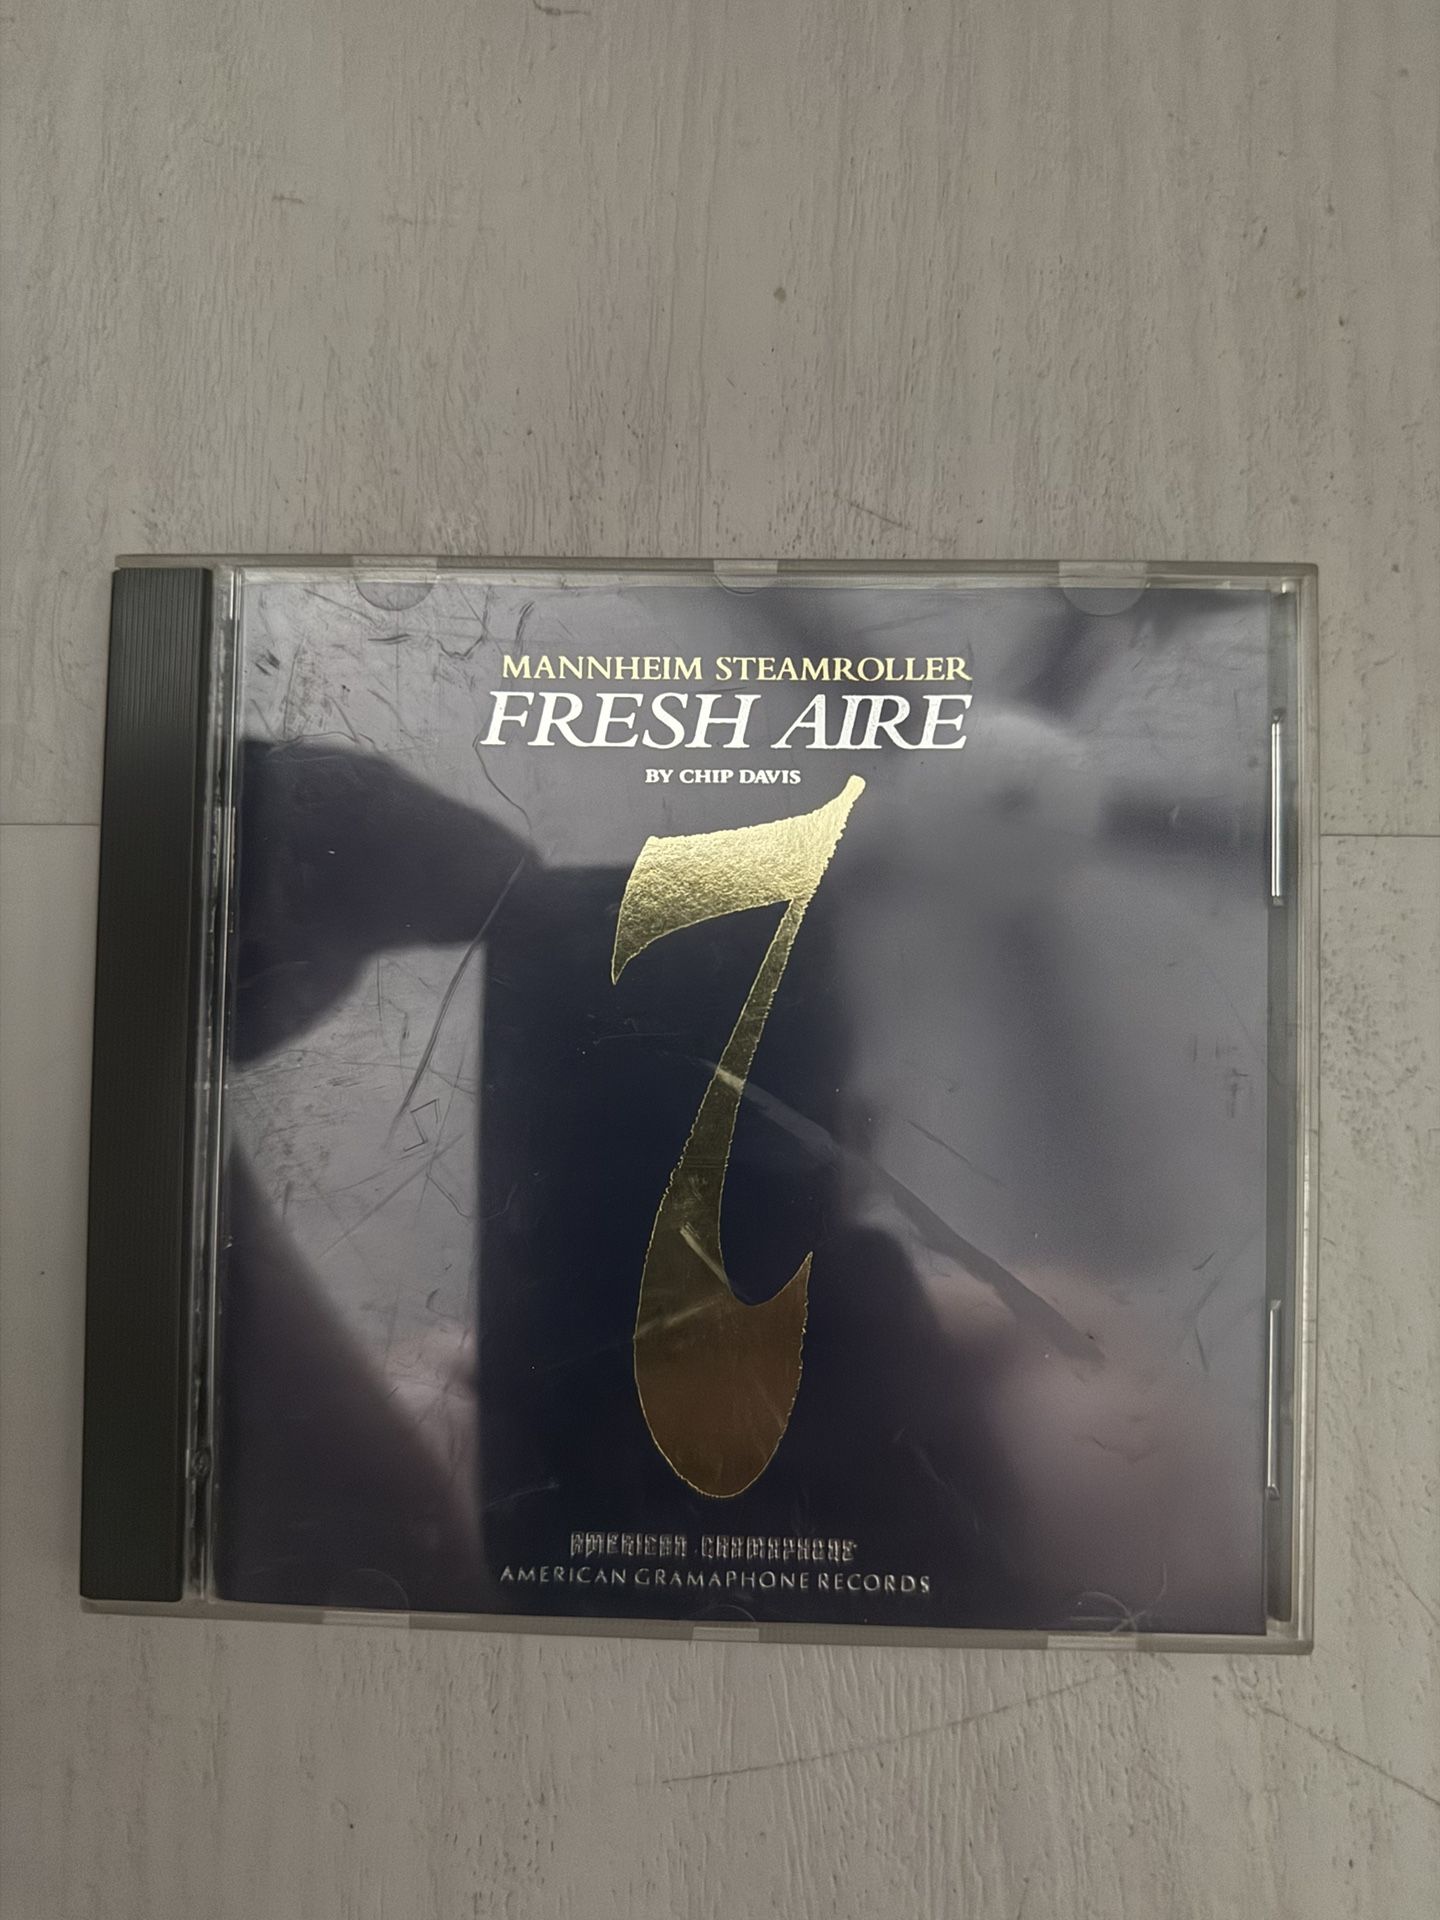 MANNHEIM STEAMROLLER
FRESH AIRE
BY CHIP DAVIS
7
AMERICAN GRAMAPHONE
AMERICAN GRAMAPHONE RECORDS